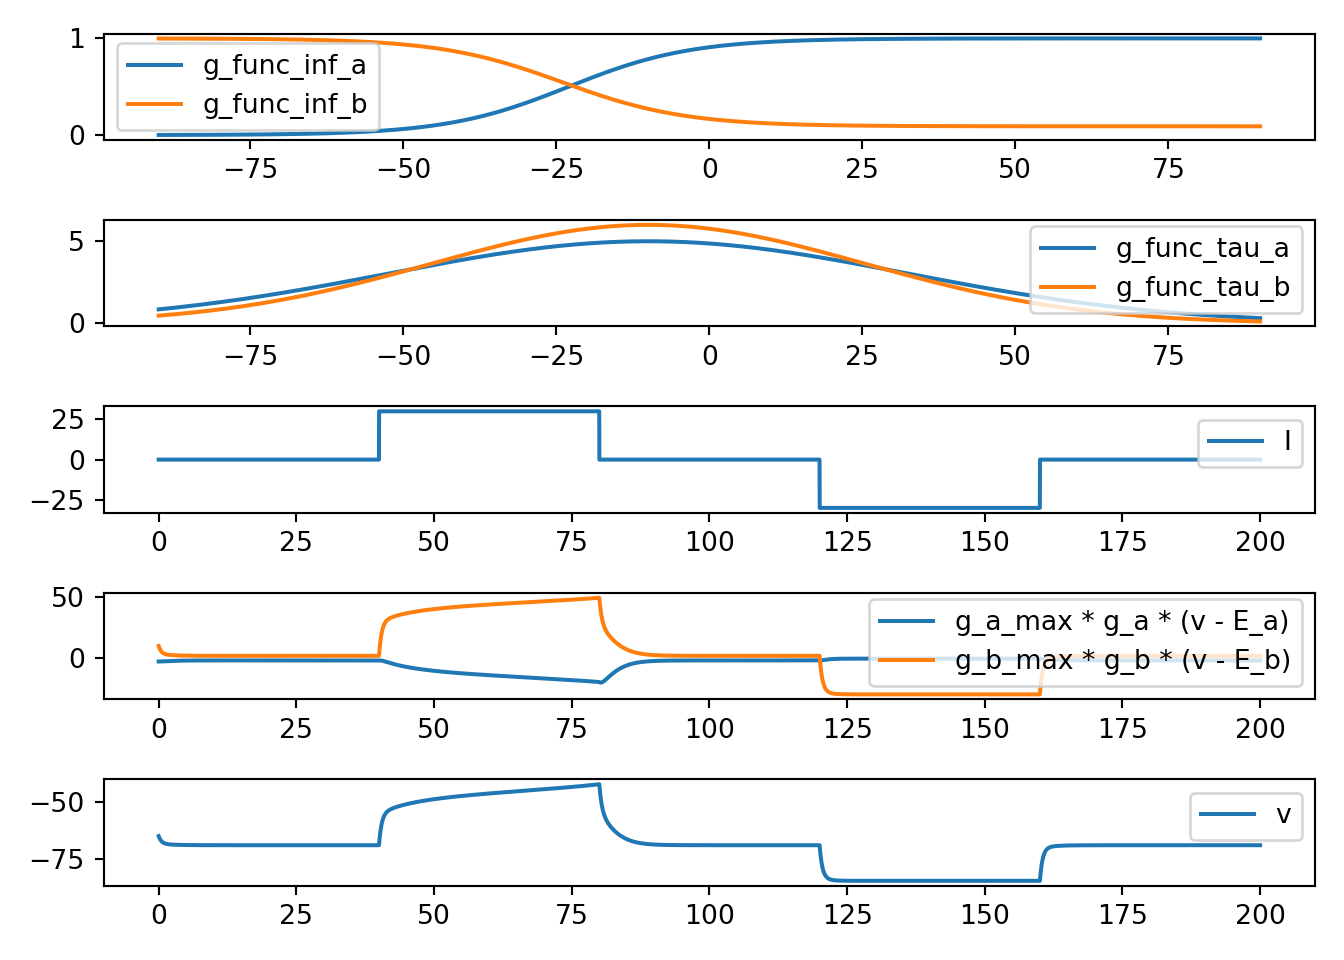 1
g_func_inf_a
g_func_inf_b
0
−75 −50 −25 0 25 50 75
5
g_func_tau_a
g_func_tau_b
0
−75 −50 −25 0 25 50 75
25
I
0
−25
0 25 50 75 100 125 150 175 200
50
g_a_max * g_a * (v - E_a)
0
g_b_max * g_b * (v - E_b)
0 25 50 75 100 125 150 175 200
−50
v
−75
0 25 50 75 100 125 150 175 200